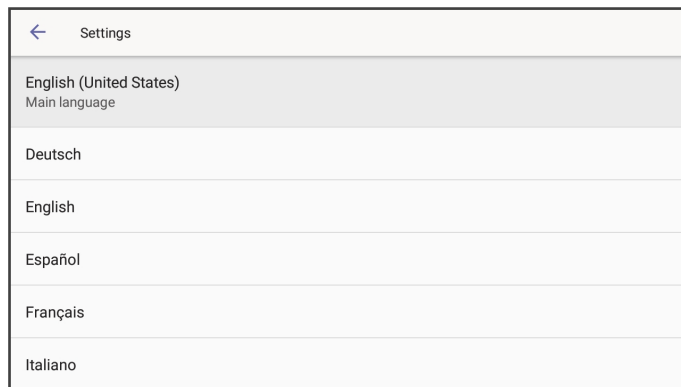 Settings
English (United States)
Main language
Deutsch
English
Español
Français
Italiano